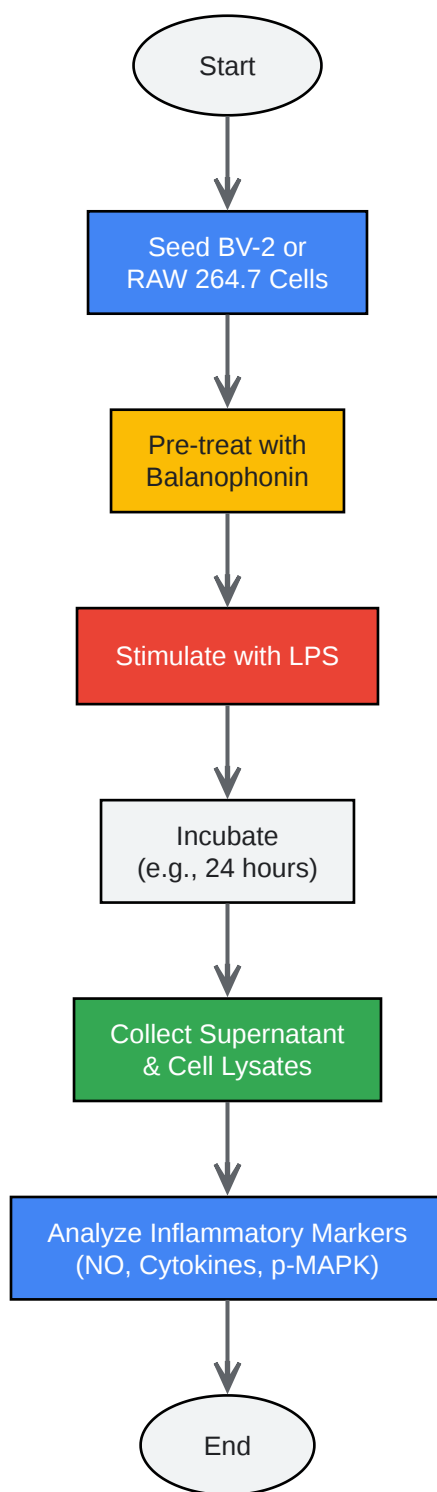 Start
Seed BV-2 or
RAW 264.7 Cells
Pre-treat with
Balanophonin
Stimulate with LPS
Incubate
(e.g., 24 hours)
Collect Supernatant
& Cell Lysates
Analyze Inflammatory Markers
(NO, Cytokines, p-MAPK)
End